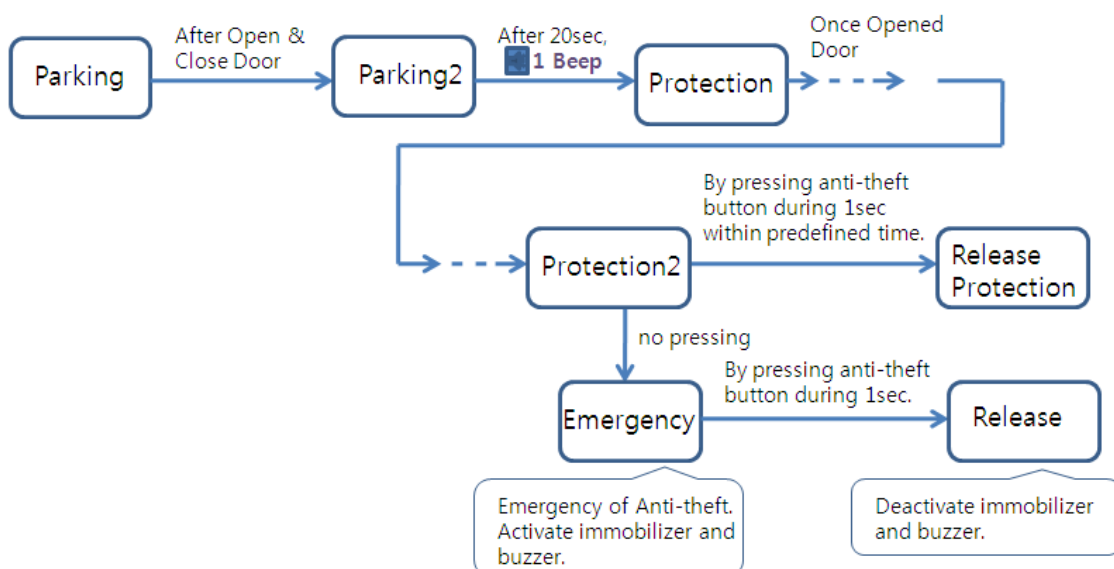 Parking
After Open &
Close Door
Parking2
After 20sec,
1 Beep
Protection
Once Opened
Door
Protection2
By pressing anti-theft
button during 1sec
within predefined time.
Release
Protection
no pressing
Emergency
By pressing anti-theft
button during 1sec.
Release
Emergency of Anti-theft.
Activate immobilizer and
buzzer.
Deactivate immobilizer
and buzzer.